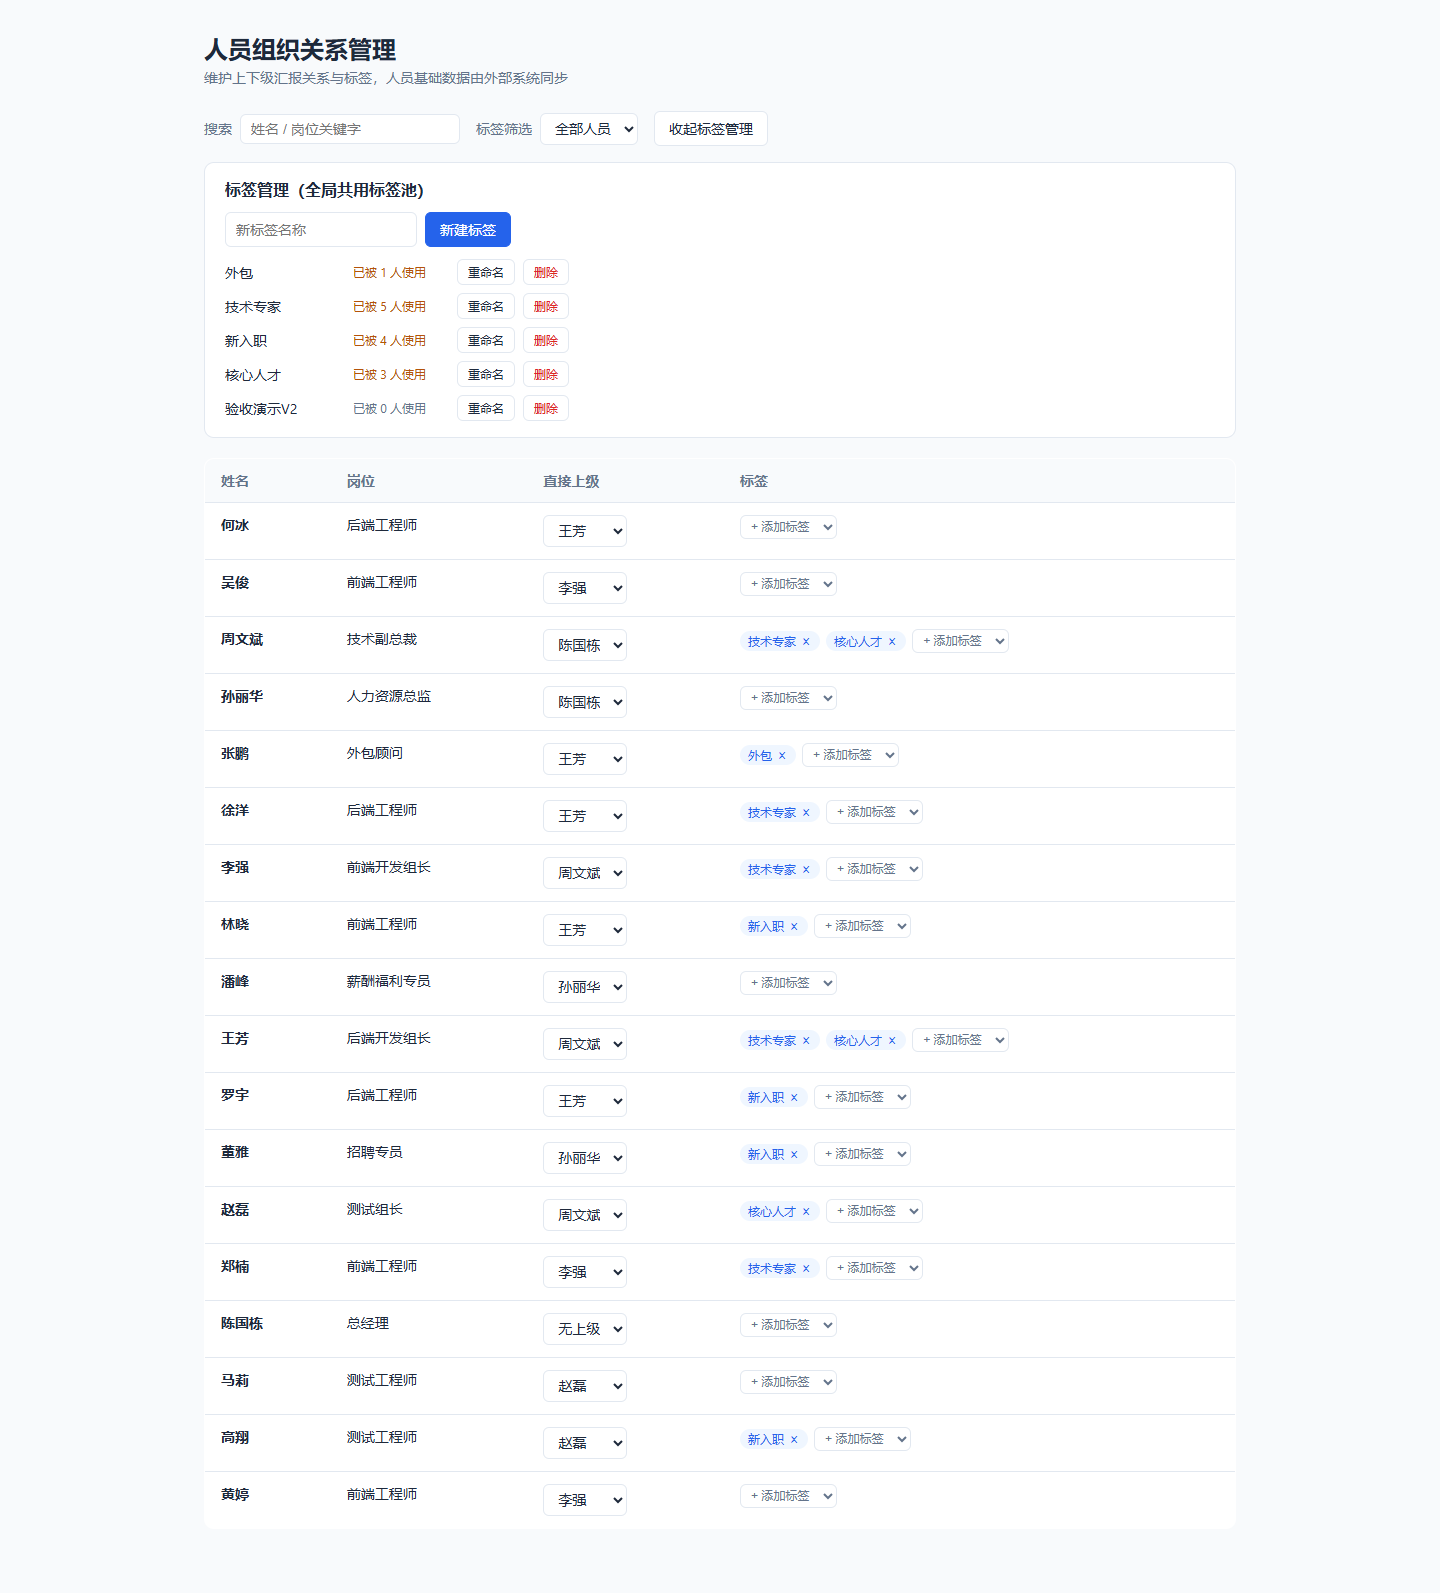 人员组织关系管理
维护上下级汇报关系与标签，人员基础数据由外部系统同步
搜索 姓名 / 岗位关键字 标签筛选 全部人员 收起标签管理
标签管理（全局共用标签池）
新标签名称 新建标签
外包 已被 1 人使用 重命名 删除
技术专家 已被 5 人使用 重命名 删除
新入职 已被 4 人使用 重命名 删除
核心人才 已被 3 人使用 重命名 删除
验收演示V2 已被 0 人使用 重命名 删除
姓名 岗位 直接上级 标签
何冰 后端工程师 王芳 + 添加标签
吴俊 前端工程师 李强 + 添加标签
周文斌 技术副总裁 陈国栋 技术专家 × 核心人才 × + 添加标签
孙丽华 人力资源总监 陈国栋 + 添加标签
张鹏 外包顾问 王芳 外包 × + 添加标签
徐洋 后端工程师 王芳 技术专家 × + 添加标签
李强 前端开发组长 周文斌 技术专家 × + 添加标签
林晓 前端工程师 王芳 新入职 × + 添加标签
潘峰 薪酬福利专员 孙丽华 + 添加标签
王芳 后端开发组长 周文斌 技术专家 × 核心人才 × + 添加标签
罗宇 后端工程师 王芳 新入职 × + 添加标签
董雅 招聘专员 孙丽华 新入职 × + 添加标签
赵磊 测试组长 周文斌 核心人才 × + 添加标签
郑楠 前端工程师 李强 技术专家 × + 添加标签
陈国栋 总经理 无上级 + 添加标签
马莉 测试工程师 赵磊 + 添加标签
高翔 测试工程师 赵磊 新入职 × + 添加标签
黄婷 前端工程师 李强 + 添加标签